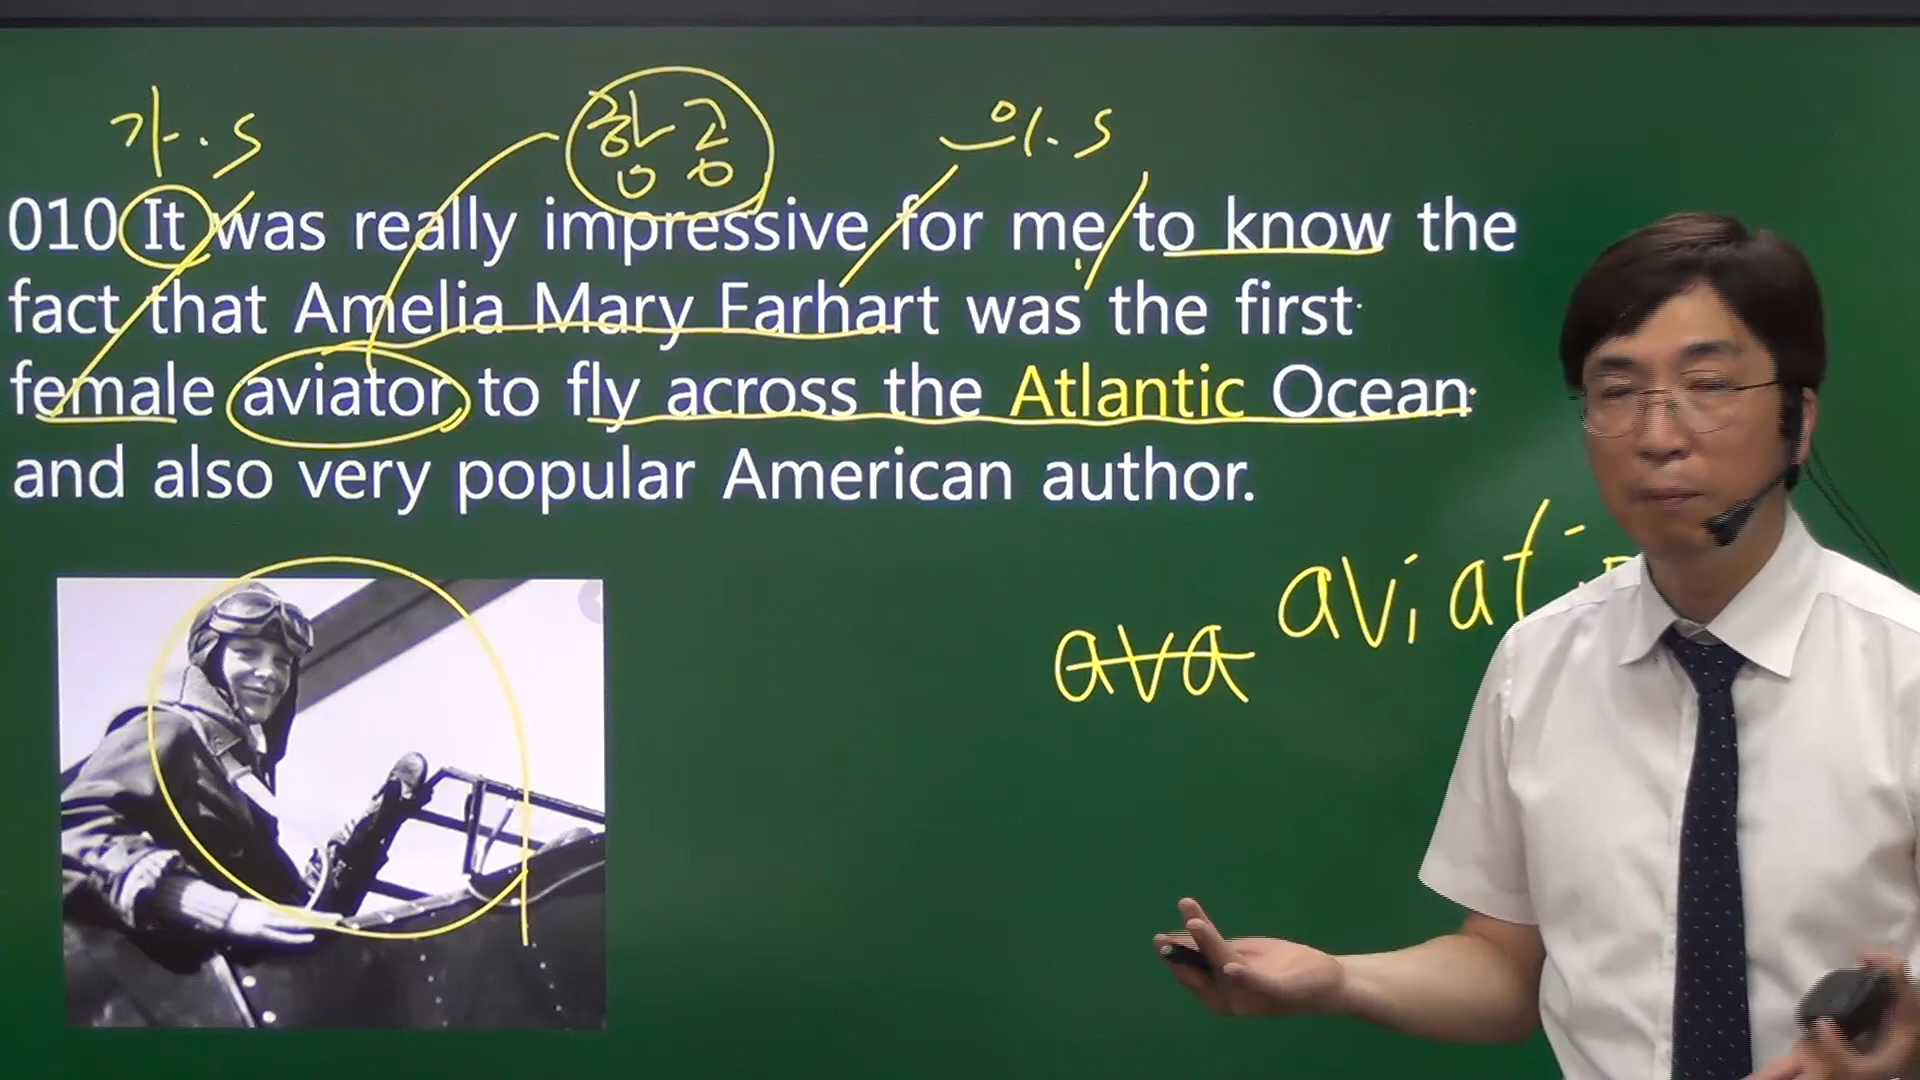 가.S 항공 의.S
010 It was really impressive for me to know the
fact that Amelia Mary Earhart was the first
female aviator to fly across the Atlantic Ocean
and also very popular American author.
aviati
ava